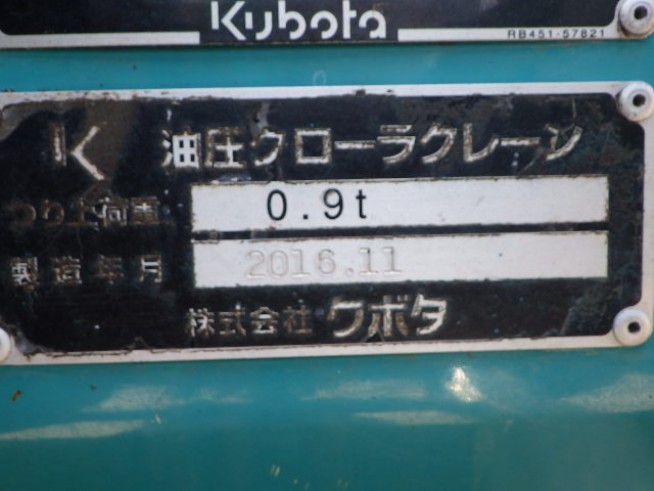 Kubota
RB451-57821
K 油圧クローラクレーン
つり上荷重 0.9t
製造年月 2016.11
株式会社 クボタ